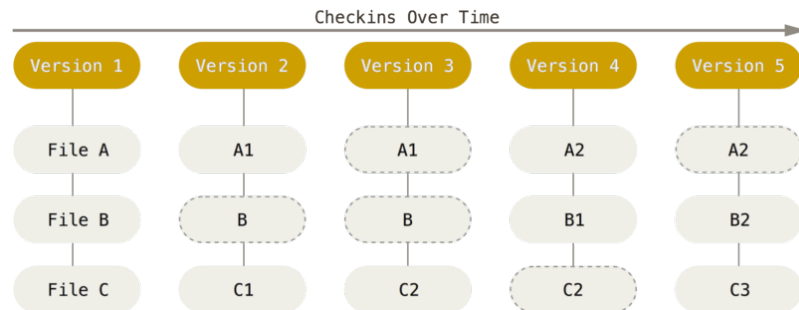 Checkins Over Time
Version 1 Version 2 Version 3 Version 4 Version 5
File A A1 A1 A2 A2
File B B B B1 B2
File C C1 C2 C2 C3